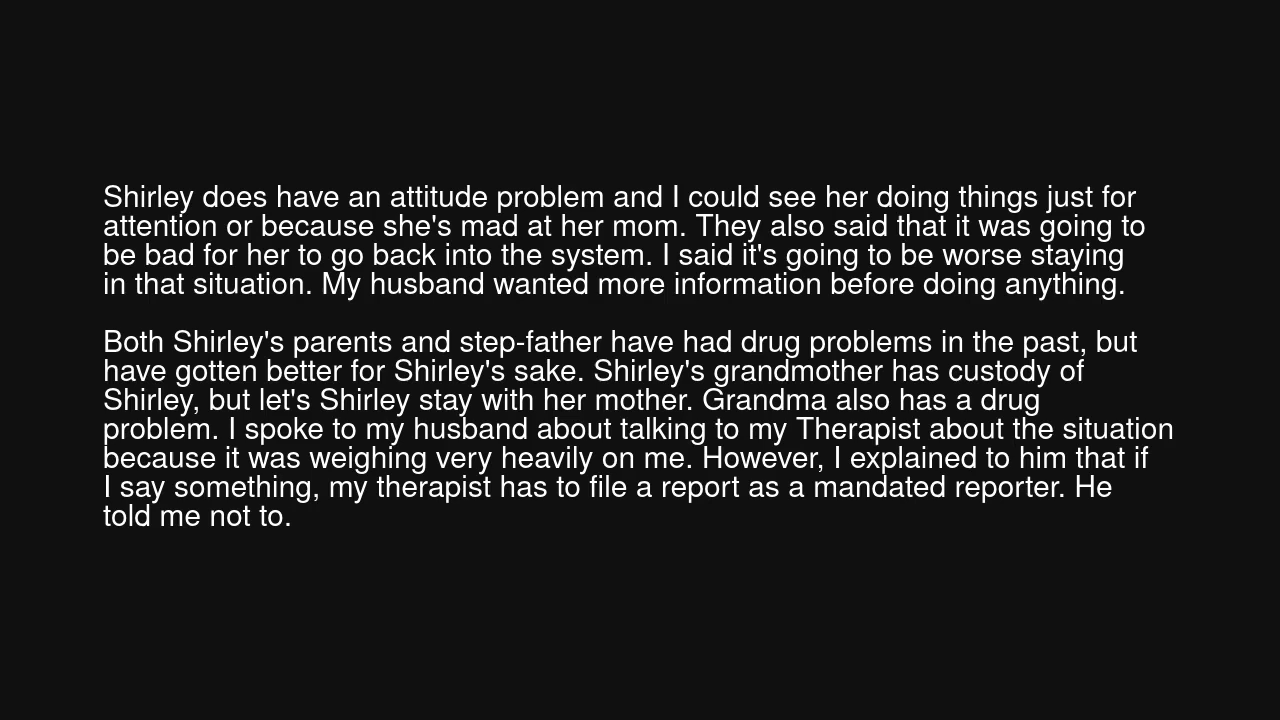 Shirley does have an attitude problem and I could see her doing things just for
attention or because she's mad at her mom. They also said that it was going to
be bad for her to go back into the system. I said it's going to be worse staying
in that situation. My husband wanted more information before doing anything.
Both Shirley's parents and step-father have had drug problems in the past, but
have gotten better for Shirley's sake. Shirley's grandmother has custody of
Shirley, but let's Shirley stay with her mother. Grandma also has a drug
problem. I spoke to my husband about talking to my Therapist about the situation
because it was weighing very heavily on me. However, I explained to him that if
I say something, my therapist has to file a report as a mandated reporter. He
told me not to.